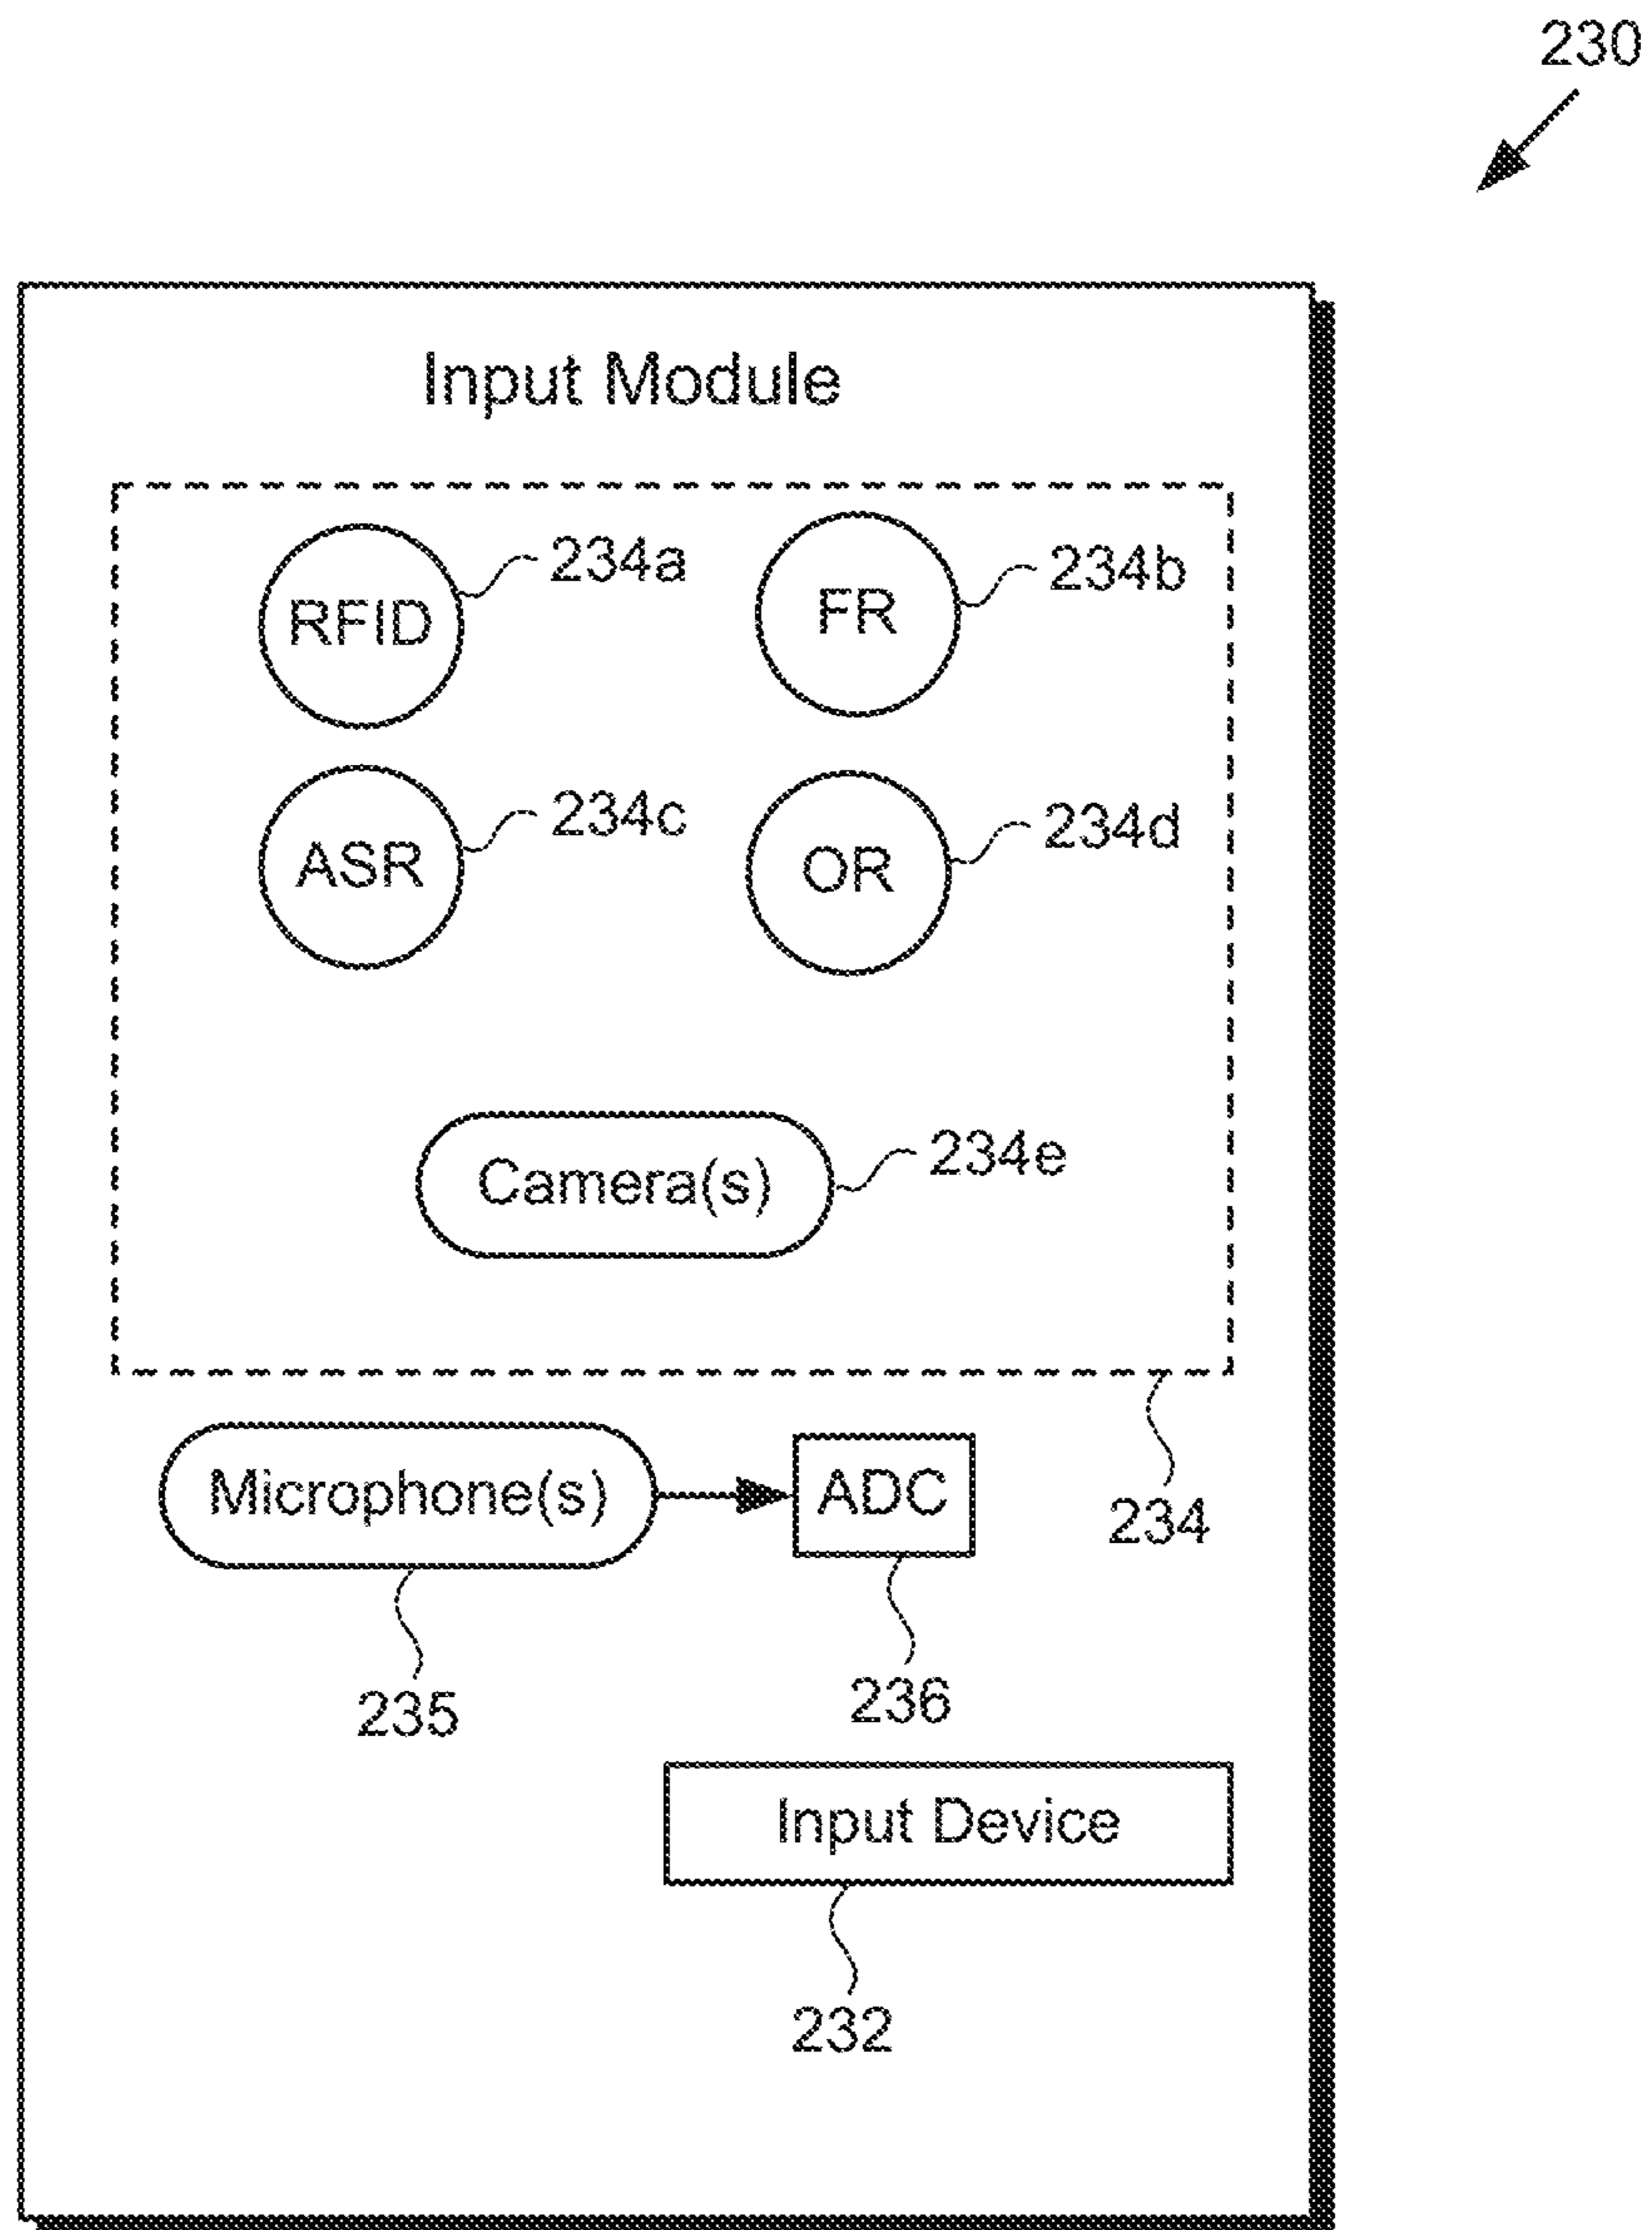 230
Input Module
RFID
234a
FR
234b
ASR
234c
OR
234d
Camera(s)
234e
Microphone(s)
ADC
234
235
236
Input Device
232